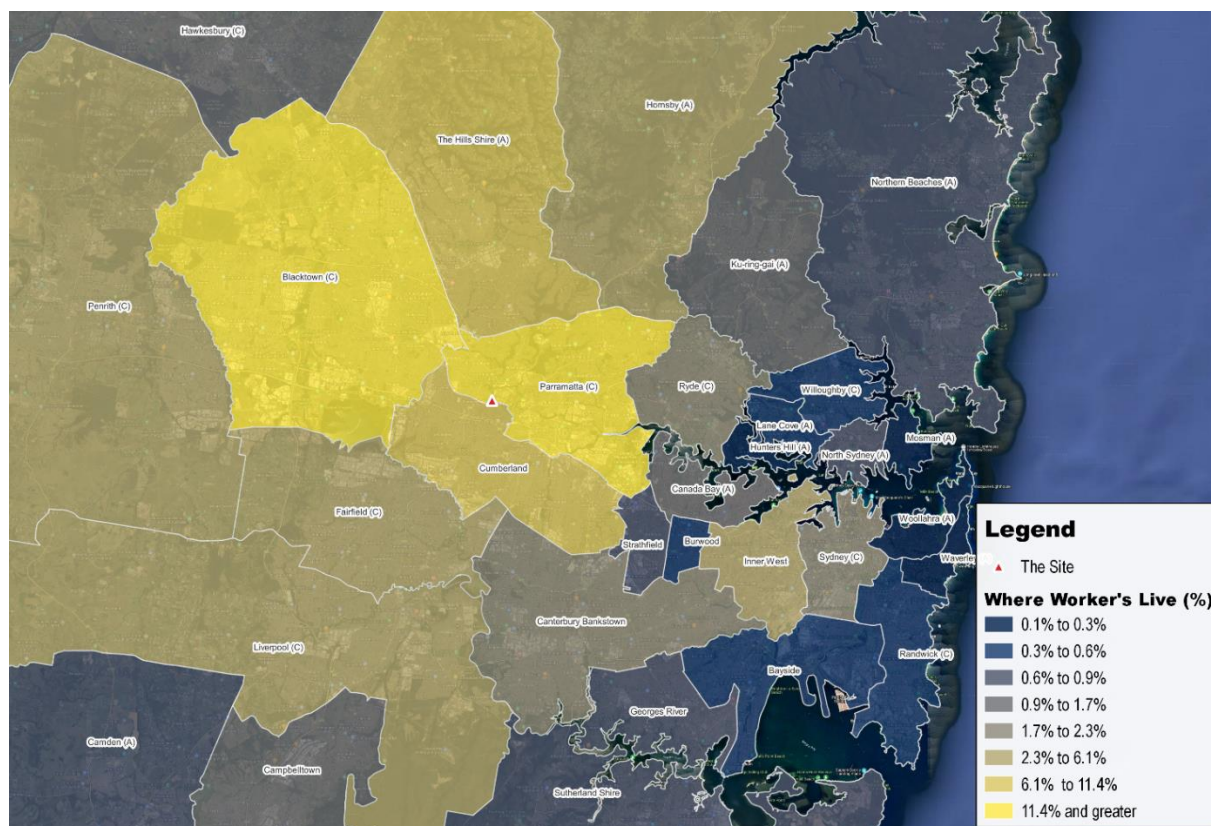 Hawkesbury (C)
Hornsby (A)
The Hills Shire (A)
Northern Beaches (A)
Ku-ring-gai (A)
Blacktown (C)
Penrith (C)
Parramatta (C)
Ryde (C)
Willoughby (C)
Lane Cove (A)
Hunters Hill (A)
Mosman (A)
North Sydney (A)
Cumberland
Canada Bay (A)
Fairfield (C)
Woollahra (A)
Strathfield
Burwood
Inner West
Sydney (C)
Waverley
Canterbury Bankstown
Liverpool (C)
Randwick (C)
Bayside
Georges River
Camden (A)
Campbelltown
Sutherland Shire
Legend
The Site
Where Worker's Live (%)
0.1% to 0.3%
0.3% to 0.6%
0.6% to 0.9%
0.9% to 1.7%
1.7% to 2.3%
2.3% to 6.1%
6.1% to 11.4%
11.4% and greater